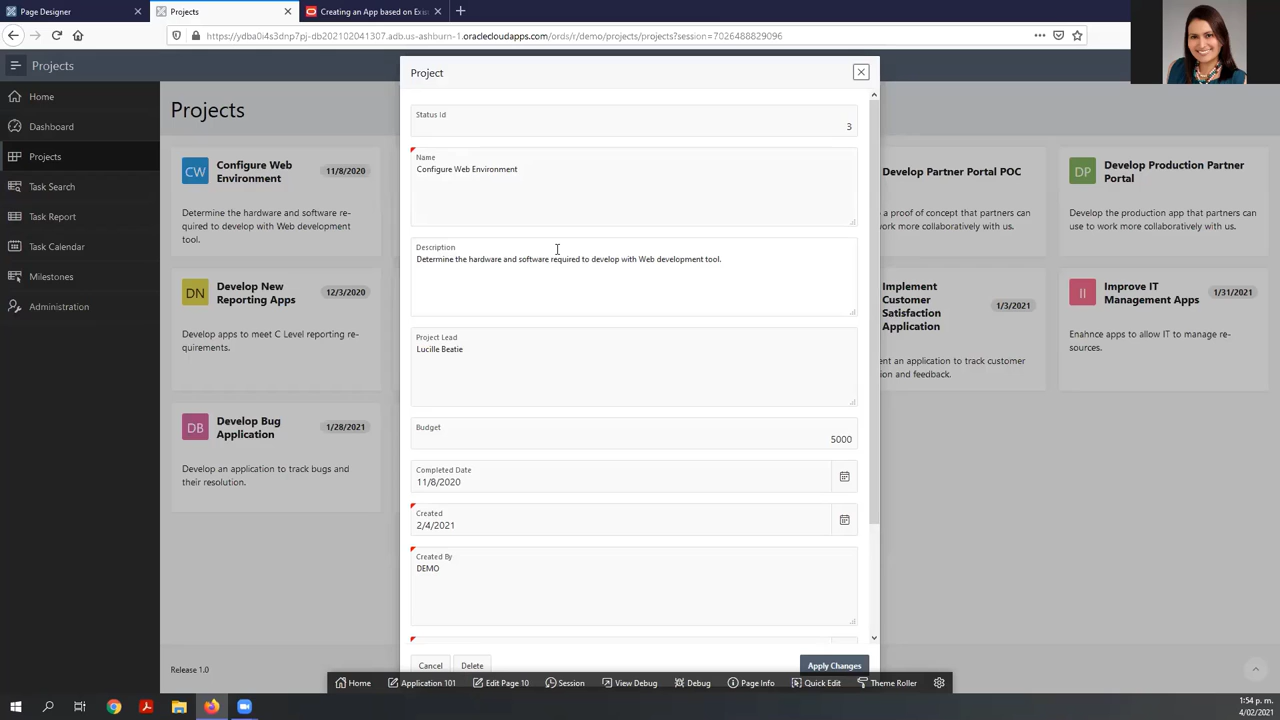 Page Designer
Projects
Creating an App based on Exis
https://ydba0i4s3dnp7pj-db202102041307.adb.us-ashburn-1.oraclecloudapps.com/ords/r/demo/projects/projects?session=7026488829096
Projects
Home
Dashboard
Projects
Task Search
Task Report
Task Calendar
Milestones
Administration
Release 1.0
Projects
CW
Configure Web
Environment
11/8/2020
Determine the hardware and software re-
quired to develop with Web development
tool.
DN
Develop New
Reporting Apps
12/3/2020
Develop apps to meet C Level reporting re-
quirements.
DB
Develop Bug
Application
1/28/2021
Develop an application to track bugs and
their resolution.
Project
Status Id
3
Name
Configure Web Environment
Description
Determine the hardware and software required to develop with Web development tool.
Project Lead
Lucille Beatie
Budget
5000
Completed Date
11/8/2020
Created
2/4/2021
Created By
DEMO
Cancel
Delete
Apply Changes
Develop Partner Portal POC
a proof of concept that partners can
work more collaboratively with us.
Implement
Customer
Satisfaction
Application
1/3/2021
ent an application to track customer
ion and feedback.
DP
Develop Production Partner
Portal
Develop the production app that partners can
use to work more collaboratively with us.
II
Improve IT
Management Apps
1/31/2021
Enahnce apps to allow IT to manage re-
sources.
Home
Application 101
Edit Page 10
Session
View Debug
Debug
Page Info
Quick Edit
Theme Roller
1:54 p. m.
4/02/2021